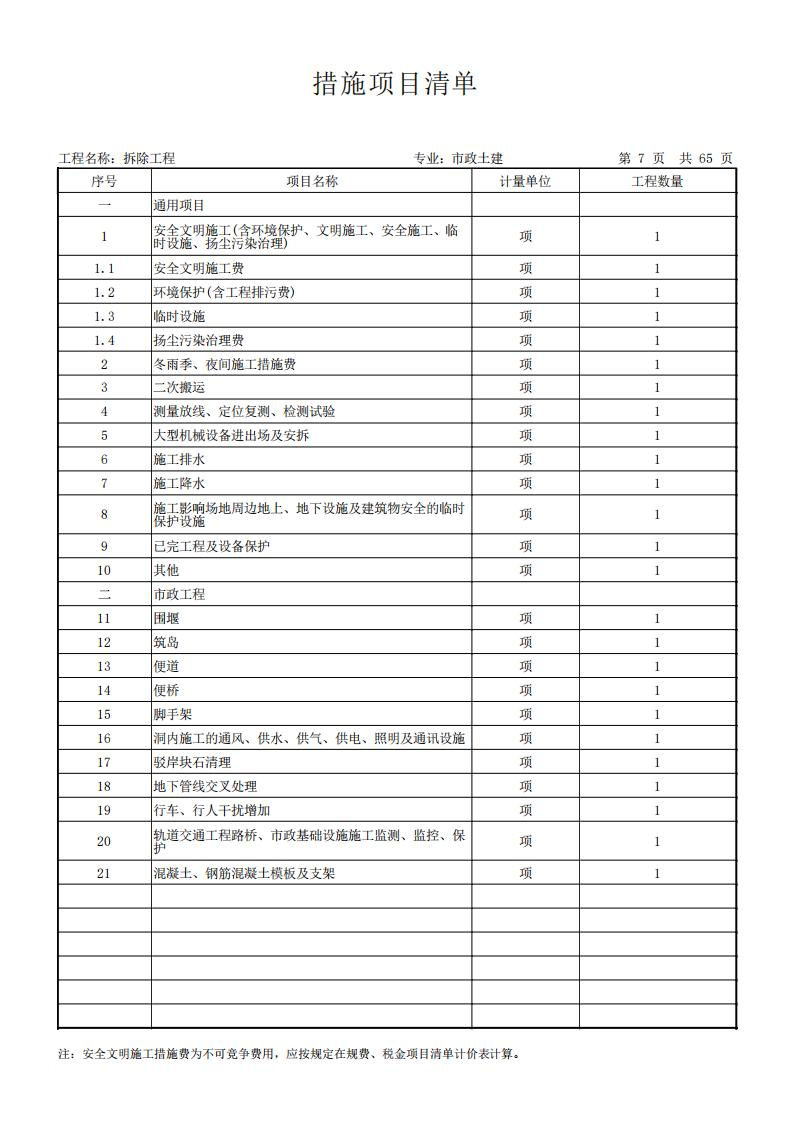 措施项目清单
工程名称：拆除工程 专业：市政土建 第 7 页 共 65 页
序号 项目名称 计量单位 工程数量
一 通用项目
1 安全文明施工(含环境保护、文明施工、安全施工、临
时设施、扬尘污染治理) 项 1
1.1 安全文明施工费 项 1
1.2 环境保护(含工程排污费) 项 1
1.3 临时设施 项 1
1.4 扬尘污染治理费 项 1
2 冬雨季、夜间施工措施费 项 1
3 二次搬运 项 1
4 测量放线、定位复测、检测试验 项 1
5 大型机械设备进出场及安拆 项 1
6 施工排水 项 1
7 施工降水 项 1
8 施工影响场地周边地上、地下设施及建筑物安全的临时
保护设施 项 1
9 已完工程及设备保护 项 1
10 其他 项 1
二 市政工程
11 围堰 项 1
12 筑岛 项 1
13 便道 项 1
14 便桥 项 1
15 脚手架 项 1
16 洞内施工的通风、供水、供气、供电、照明及通讯设施 项 1
17 驳岸块石清理 项 1
18 地下管线交叉处理 项 1
19 行车、行人干扰增加 项 1
20 轨道交通工程路桥、市政基础设施施工监测、监控、保
护 项 1
21 混凝土、钢筋混凝土模板及支架 项 1
注：安全文明施工措施费为不可竞争费用，应按规定在规费、税金项目清单计价表计算。